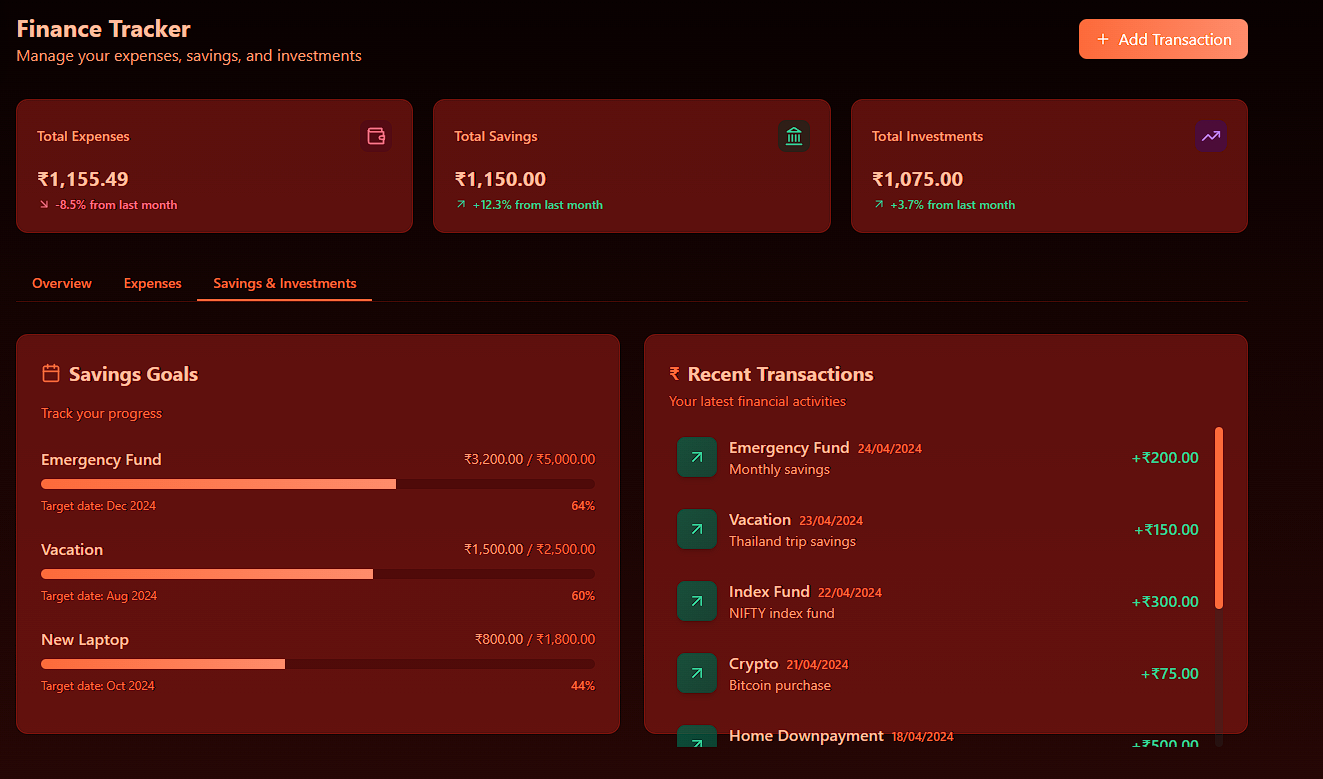 Finance Tracker
Manage your expenses, savings, and investments
+ Add Transaction
Total Expenses
₹1,155.49
-8.5% from last month
Total Savings
₹1,150.00
+12.3% from last month
Total Investments
₹1,075.00
+3.7% from last month
Overview Expenses Savings & Investments
Savings Goals
Track your progress
Emergency Fund ₹3,200.00 / ₹5,000.00
Target date: Dec 2024 64%
Vacation ₹1,500.00 / ₹2,500.00
Target date: Aug 2024 60%
New Laptop ₹800.00 / ₹1,800.00
Target date: Oct 2024 44%
₹ Recent Transactions
Your latest financial activities
Emergency Fund 24/04/2024 +₹200.00
Monthly savings
Vacation 23/04/2024 +₹150.00
Thailand trip savings
Index Fund 22/04/2024 +₹300.00
NIFTY index fund
Crypto 21/04/2024 +₹75.00
Bitcoin purchase
Home Downpayment 18/04/2024 +₹500.00